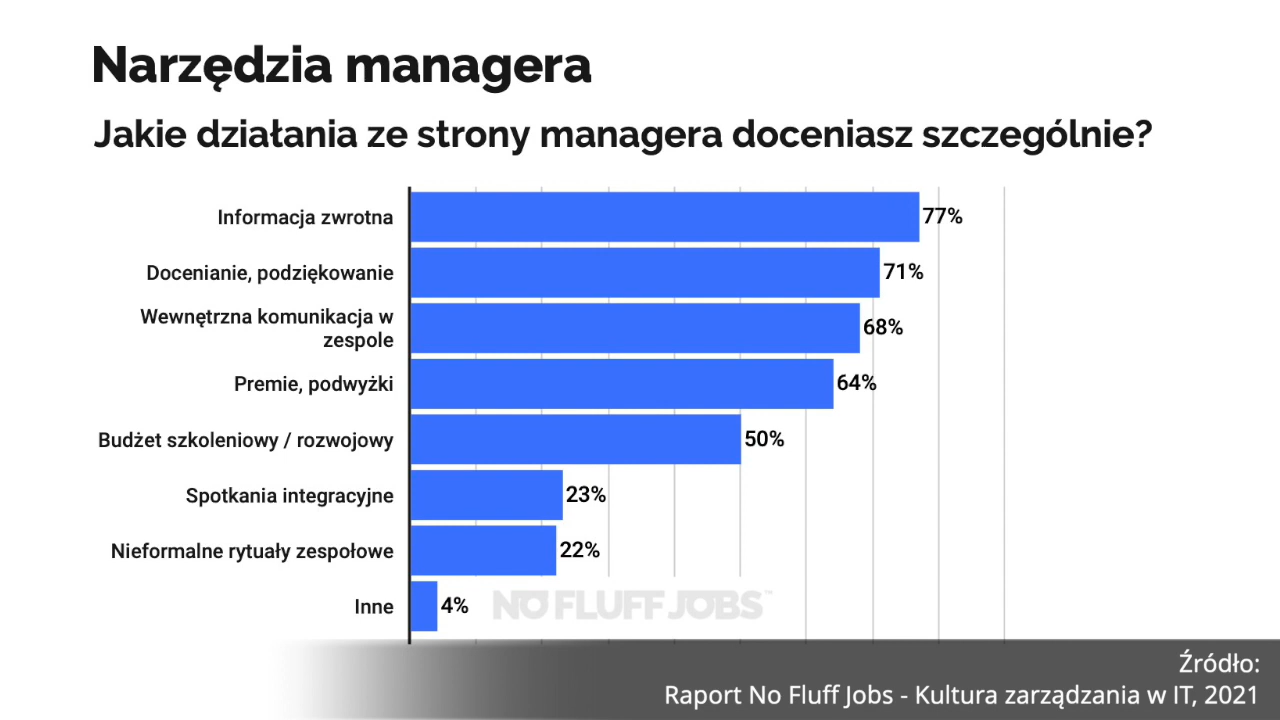 Narzędzia managera
Jakie działania ze strony managera doceniasz szczególnie?
Informacja zwrotna 77%
Docenianie, podziękowanie 71%
Wewnętrzna komunikacja w
zespole 68%
Premie, podwyżki 64%
Budżet szkoleniowy / rozwojowy 50%
Spotkania integracyjne 23%
Nieformalne rytuały zespołowe 22%
Inne 4%
NO FLUFF JOBS™
Źródło:
Raport No Fluff Jobs - Kultura zarządzania w IT, 2021